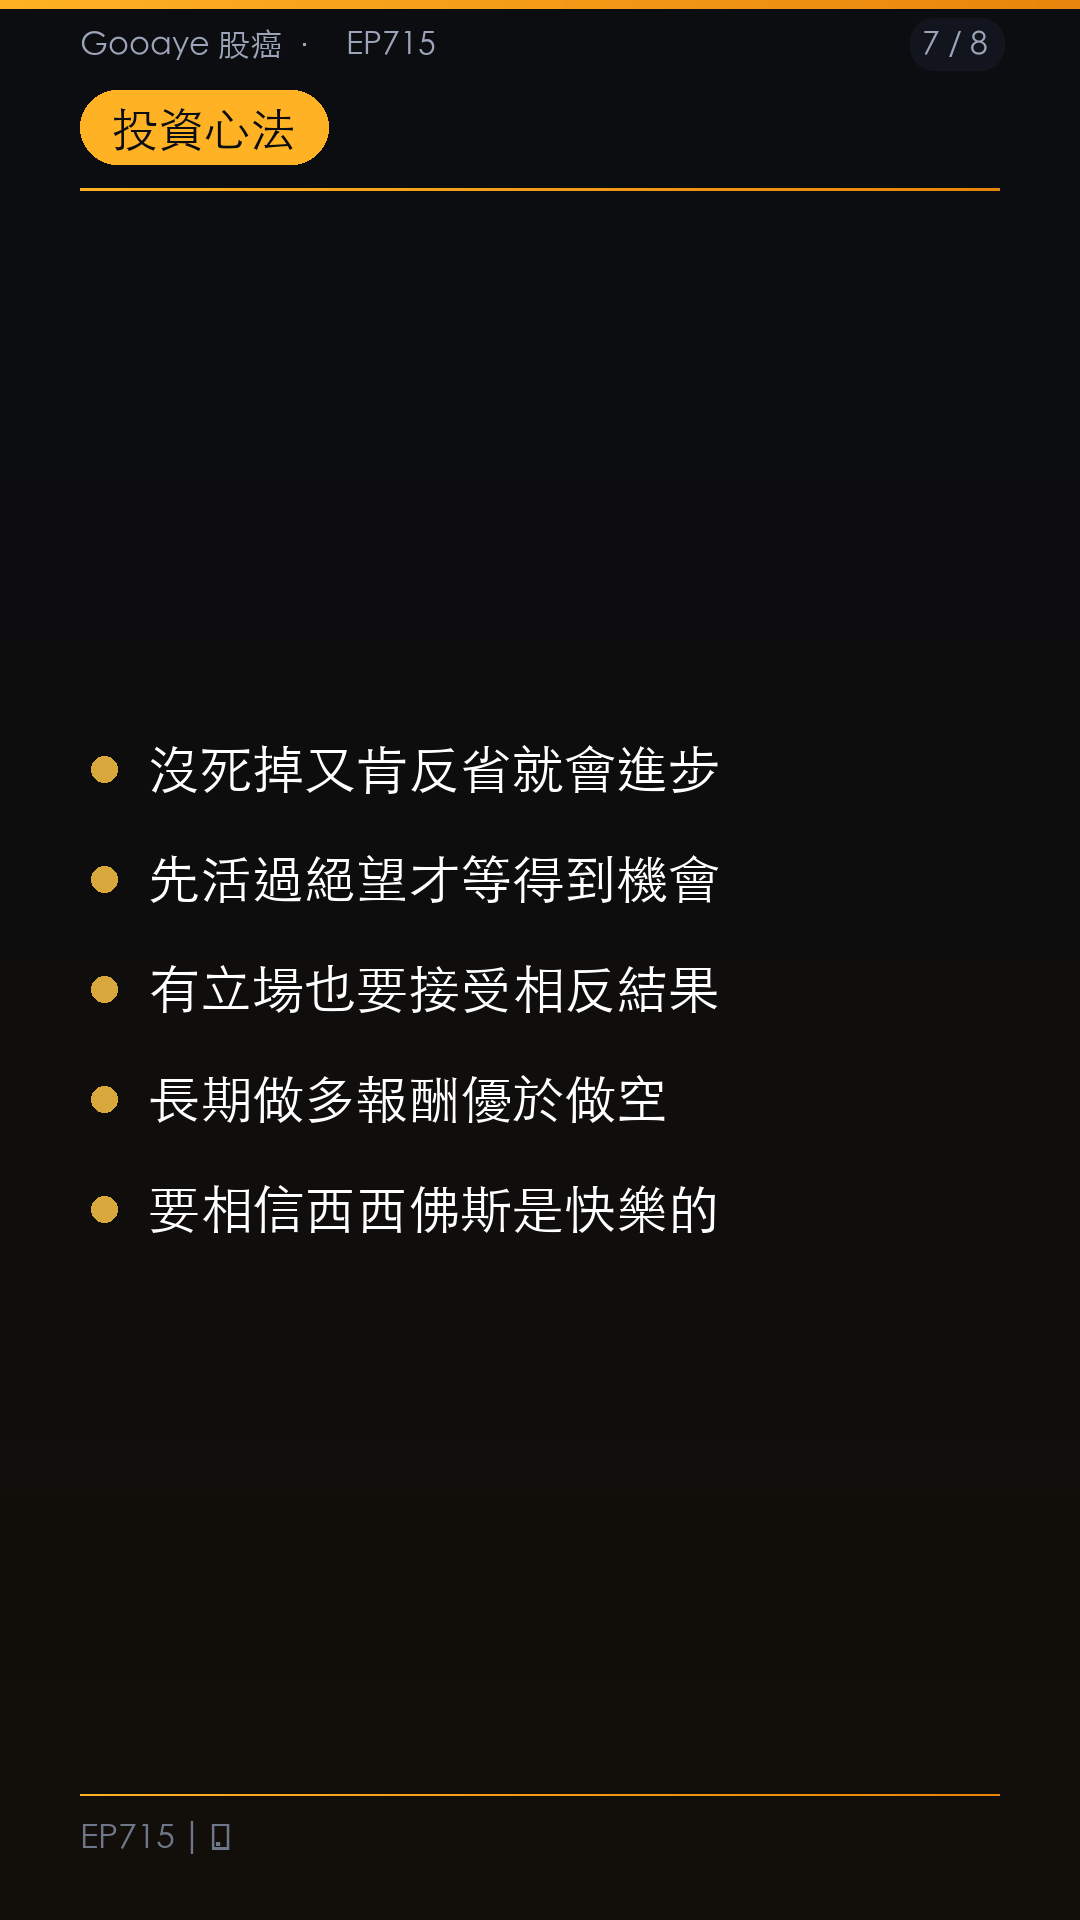 Gooaye 股癌 · EP715
7 / 8
投資心法
沒死掉又肯反省就會進步
先活過絕望才等得到機會
有立場也要接受相反結果
長期做多報酬優於做空
要相信西西佛斯是快樂的
EP715 |